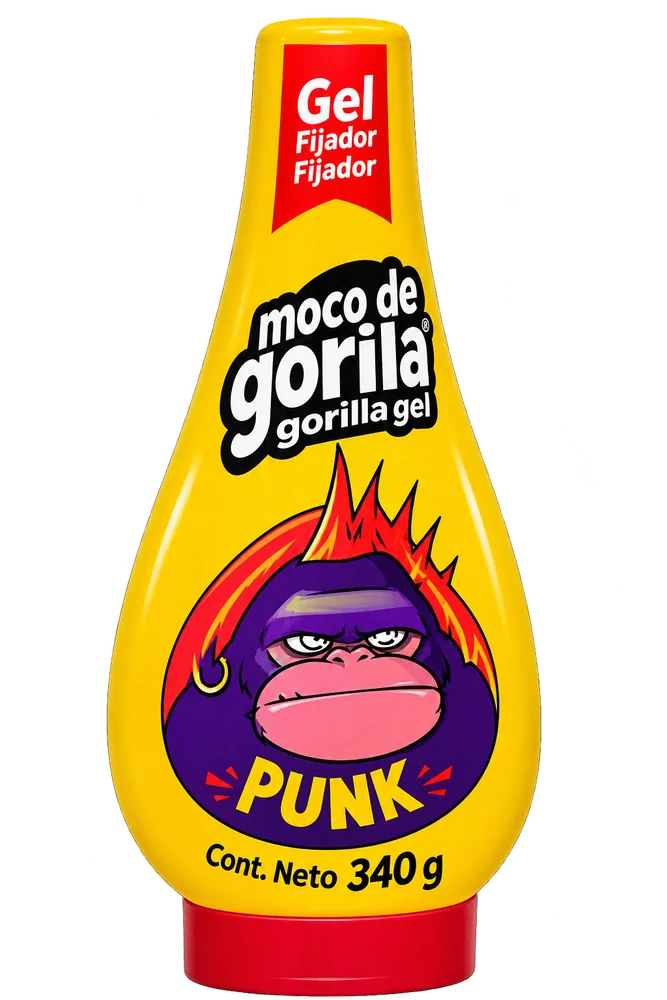 Gel
Fijador
Fijador
moco de
gorila®
gorilla gel
PUNK
Cont. Neto 340 g